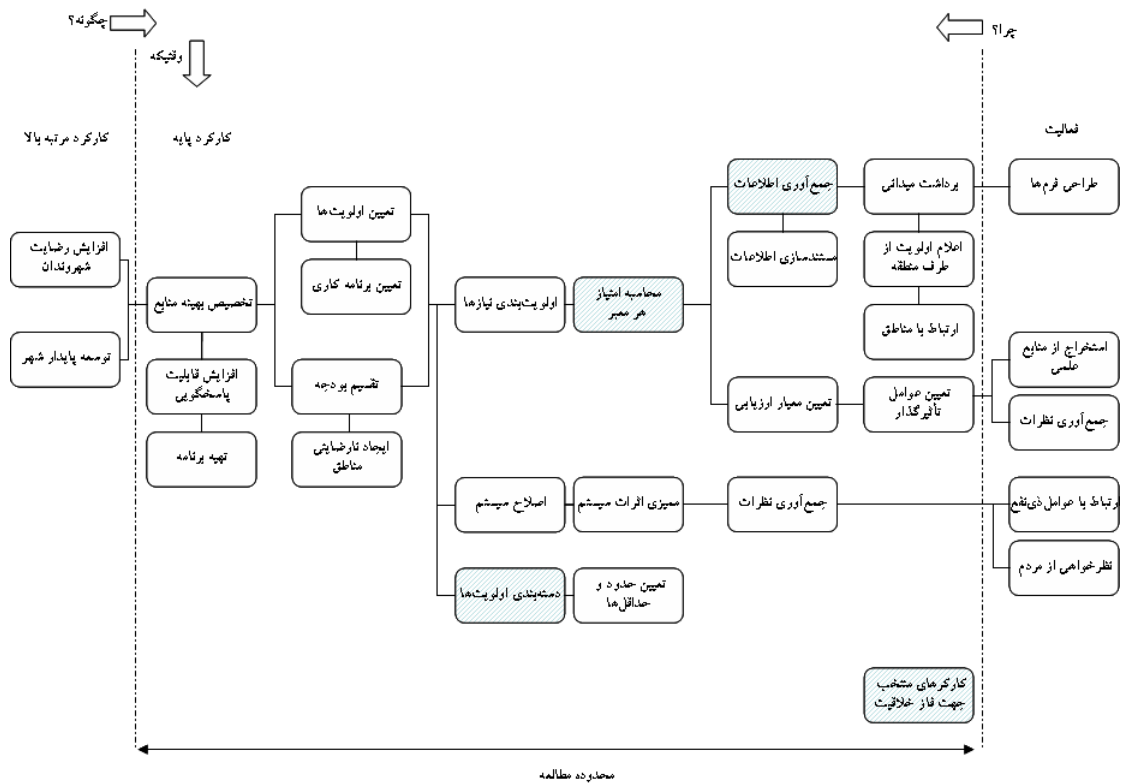 چگونه؟
چرا؟
وقتیکه
کارکرد مرتبه بالا
کارکرد پایه
فعالیت
جمع‌آوری اطلاعات
برداشت میدانی
طراحی فرم‌ها
تعیین اولویت‌ها
افزایش رضایت
شهروندان
مستندسازی اطلاعات
اعلام اولویت از
طرف منطقه
تعیین برنامه کاری
تخصیص بهینه منابع
اولویت‌بندی نیازها
محاسبه امتیاز
هر معبر
ارتباط با مناطق
توسعه پایدار شهر
استخراج از منابع
علمی
افزایش قابلیت
پاسخگویی
تقسیم بودجه
تعیین معیار ارزیابی
تعیین عوامل
تأثیرگذار
جمع‌آوری نظرات
تهیه برنامه
ایجاد نارضایتی
مناطق
اصلاح سیستم
ممیزی اثرات سیستم
جمع‌آوری نظرات
ارتباط با عوامل ذی‌نفع
نظرخواهی از مردم
دسته‌بندی اولویت‌ها
تعیین حدود و
حداقل‌ها
کارکرهای منتخب
جهت فاز خلاقیت
محدوده مطالعه